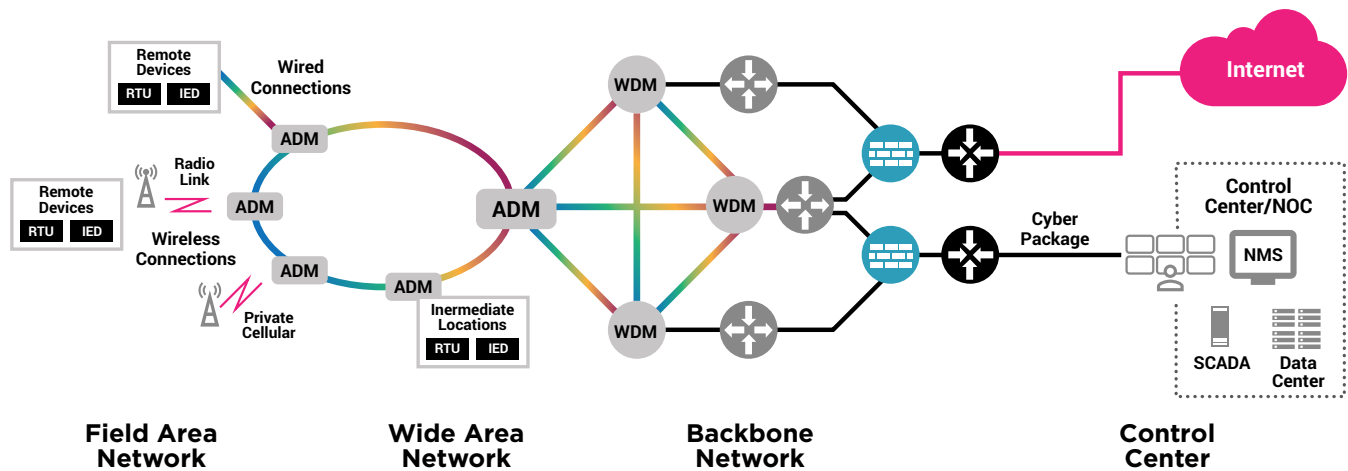 Remote
Devices
RTU IED
Wired
Connections
ADM
Radio
Link
Remote
Devices
RTU IED
ADM
Wireless
Connections
ADM
Private
Cellular
ADM
Inermediate
Locations
RTU IED
ADM
WDM
WDM
WDM
Internet
Cyber
Package
Control
Center/NOC
NMS
SCADA
Data
Center
Field Area
Network
Wide Area
Network
Backbone
Network
Control
Center